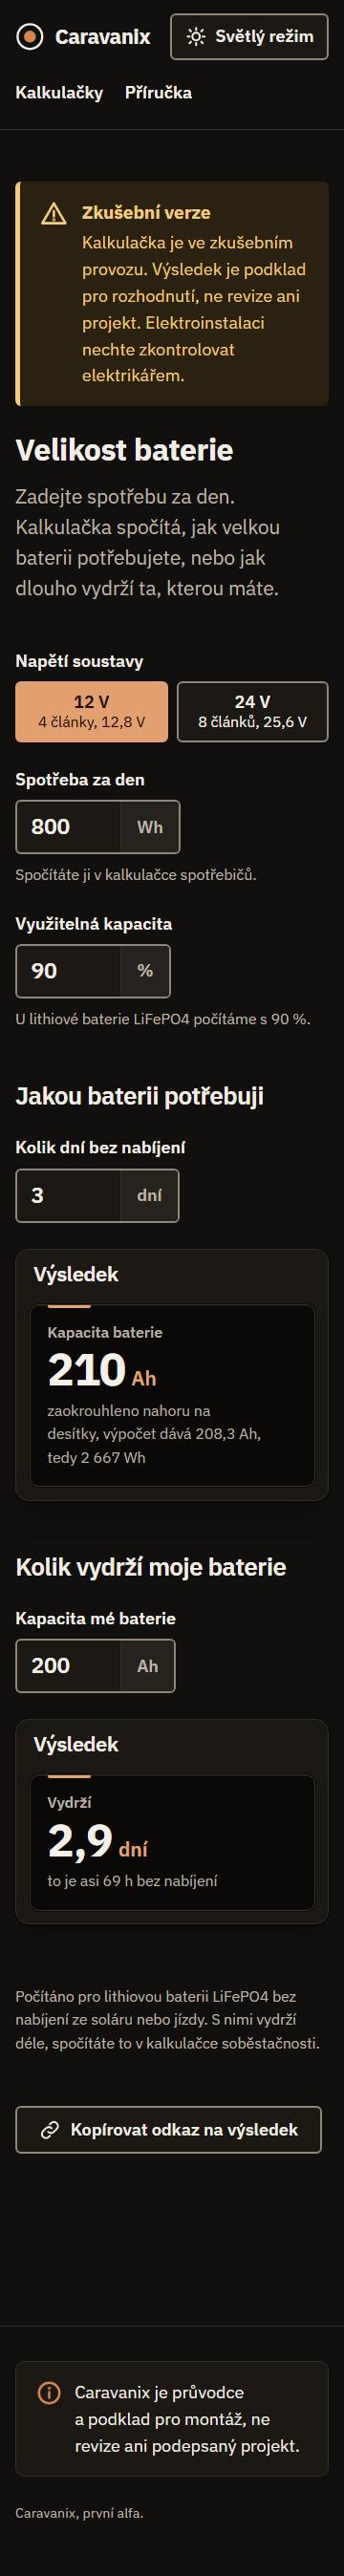 Caravanix
Světlý režim
Kalkulačky
Příručka
Zkušební verze
Kalkulačka je ve zkušebním
provozu. Výsledek je podklad
pro rozhodnutí, ne revize ani
projekt. Elektroinstalaci
nechte zkontrolovat
elektrikářem.
Velikost baterie
Zadejte spotřebu za den.
Kalkulačka spočítá, jak velkou
baterii potřebujete, nebo jak
dlouho vydrží ta, kterou máte.
Napětí soustavy
12 V
4 články, 12,8 V
24 V
8 článků, 25,6 V
Spotřeba za den
800 Wh
Spočítáte ji v kalkulačce spotřebičů.
Využitelná kapacita
90 %
U lithiové baterie LiFePO4 počítáme s 90 %.
Jakou baterii potřebuji
Kolik dní bez nabíjení
3 dní
Výsledek
Kapacita baterie
210 Ah
zaokrouhleno nahoru na
desítky, výpočet dává 208,3 Ah,
tedy 2 667 Wh
Kolik vydrží moje baterie
Kapacita mé baterie
200 Ah
Výsledek
Vydrží
2,9 dní
to je asi 69 h bez nabíjení
Počítáno pro lithiovou baterii LiFePO4 bez
nabíjení ze soláru nebo jízdy. S nimi vydrží
déle, spočítáte to v kalkulačce soběstačnosti.
Kopírovat odkaz na výsledek
Caravanix je průvodce
a podklad pro montáž, ne
revize ani podepsaný projekt.
Caravanix, první alfa.